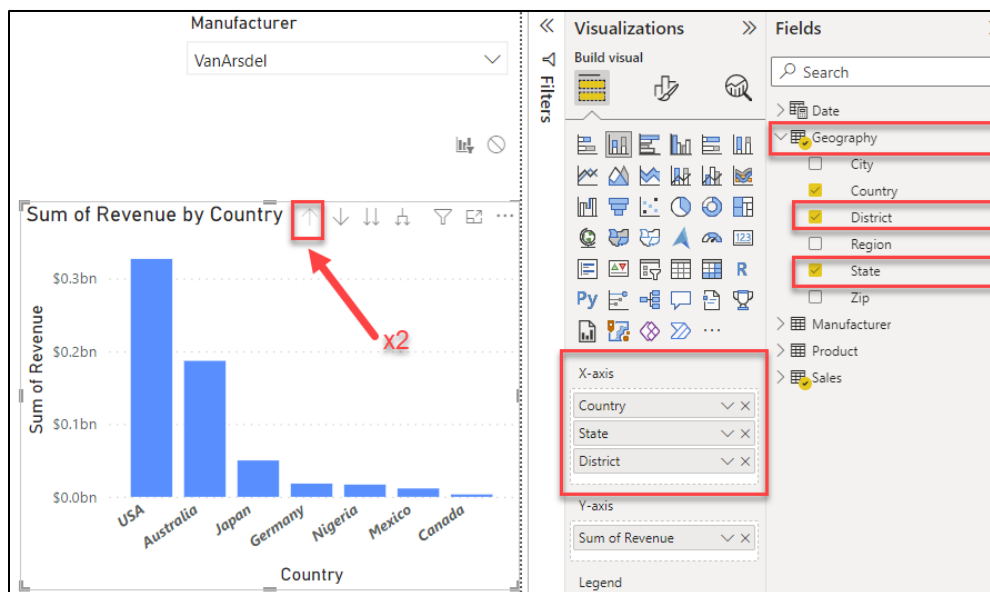 Manufacturer
VanArsdel
Sum of Revenue by Country
x2
$0.3bn
$0.2bn
$0.1bn
$0.0bn
Sum of Revenue
USA
Australia
Japan
Germany
Nigeria
Mexico
Canada
Country
Filters
Visualizations
Build visual
123
R
Py
X-axis
Country
State
District
Y-axis
Sum of Revenue
Legend
Fields
Search
Date
Geography
City
Country
District
Region
State
Zip
Manufacturer
Product
Sales